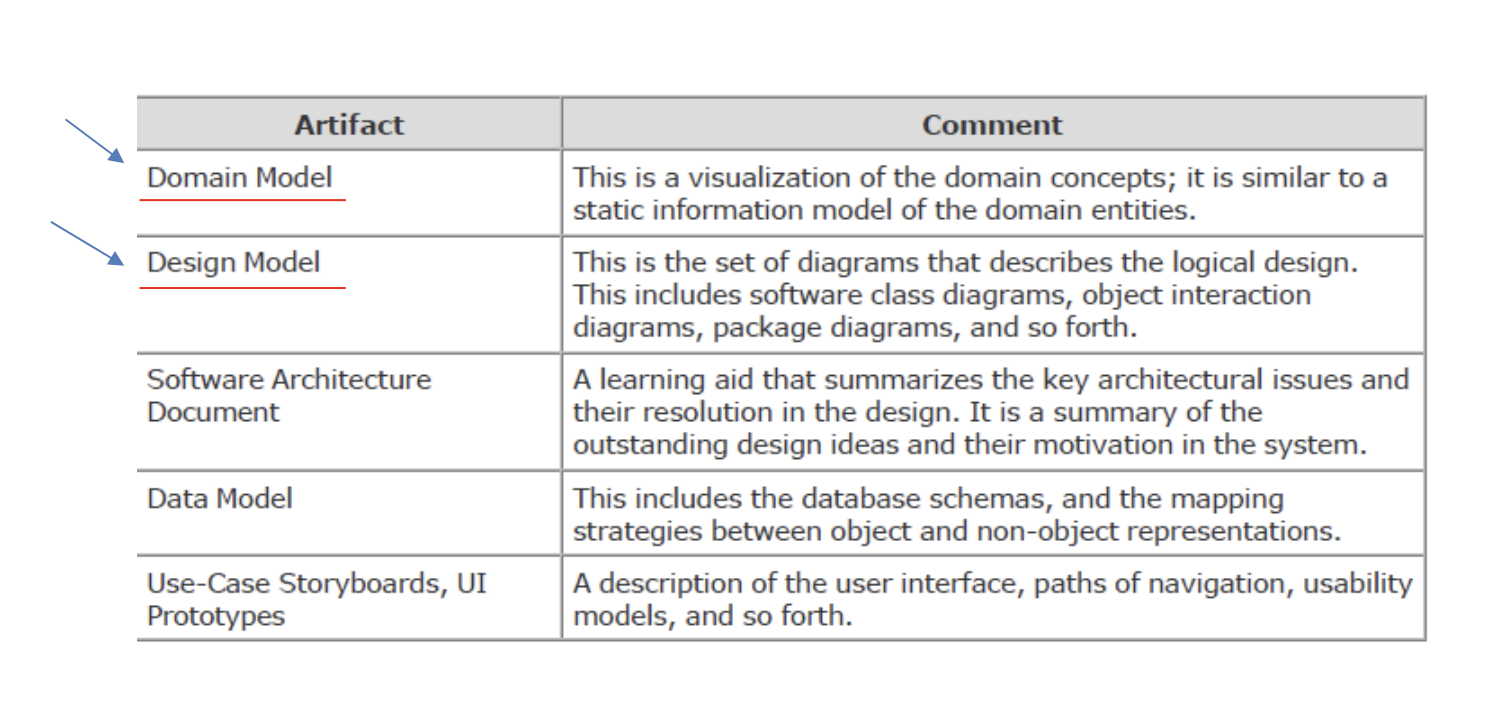 Artifact
Comment
Domain Model
This is a visualization of the domain concepts; it is similar to a
static information model of the domain entities.
Design Model
This is the set of diagrams that describes the logical design.
This includes software class diagrams, object interaction
diagrams, package diagrams, and so forth.
Software Architecture
Document
A learning aid that summarizes the key architectural issues and
their resolution in the design. It is a summary of the
outstanding design ideas and their motivation in the system.
Data Model
This includes the database schemas, and the mapping
strategies between object and non-object representations.
Use-Case Storyboards, UI
Prototypes
A description of the user interface, paths of navigation, usability
models, and so forth.